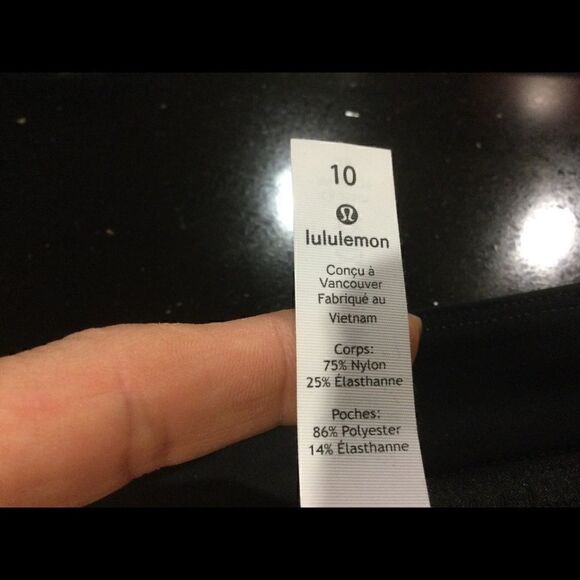 10
lululemon
Conçu à
Vancouver
Fabriqué au
Vietnam
Corps:
75% Nylon
25% Élasthanne
Poches:
86% Polyester
14% Élasthanne